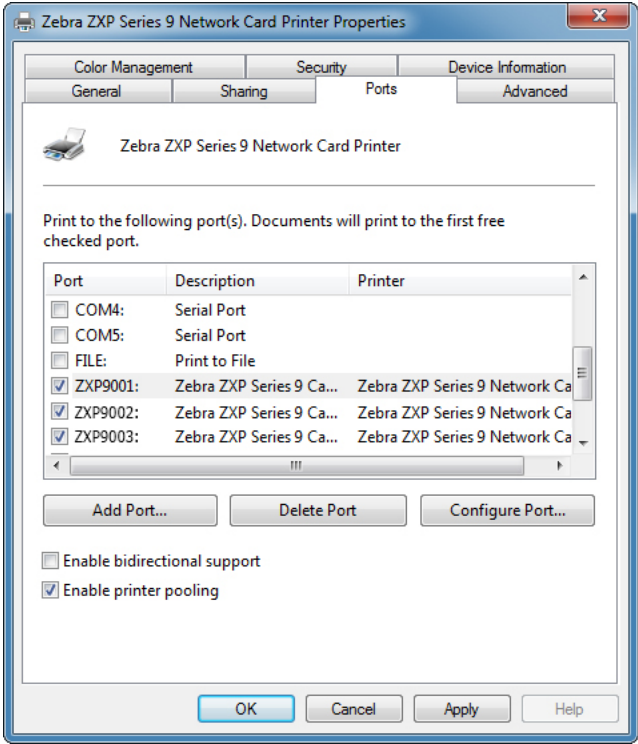 Zebra ZXP Series 9 Network Card Printer Properties
Color Management Security Device Information
General Sharing Ports Advanced
Zebra ZXP Series 9 Network Card Printer
Print to the following port(s). Documents will print to the first free
checked port.
Port Description Printer
COM4: Serial Port
COM5: Serial Port
FILE: Print to File
ZXP9001: Zebra ZXP Series 9 Ca... Zebra ZXP Series 9 Network Ca
ZXP9002: Zebra ZXP Series 9 Ca... Zebra ZXP Series 9 Network Ca
ZXP9003: Zebra ZXP Series 9 Ca... Zebra ZXP Series 9 Network Ca
Add Port... Delete Port Configure Port...
Enable bidirectional support
Enable printer pooling
OK Cancel Apply Help